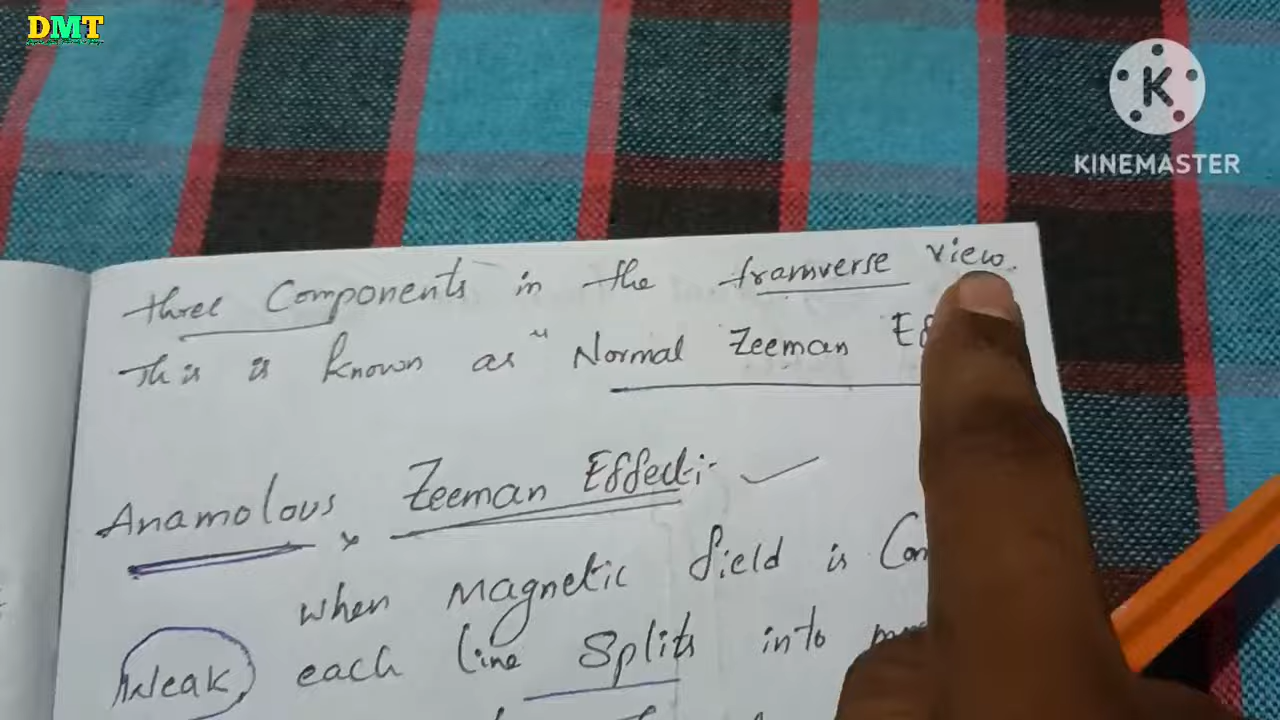 DMT
KINEMASTER
three Components in the tramverse view.
This is known as " Normal Zeeman
Anamolous Zeeman Effect:-
when magnetic field is
weak, each line splits into